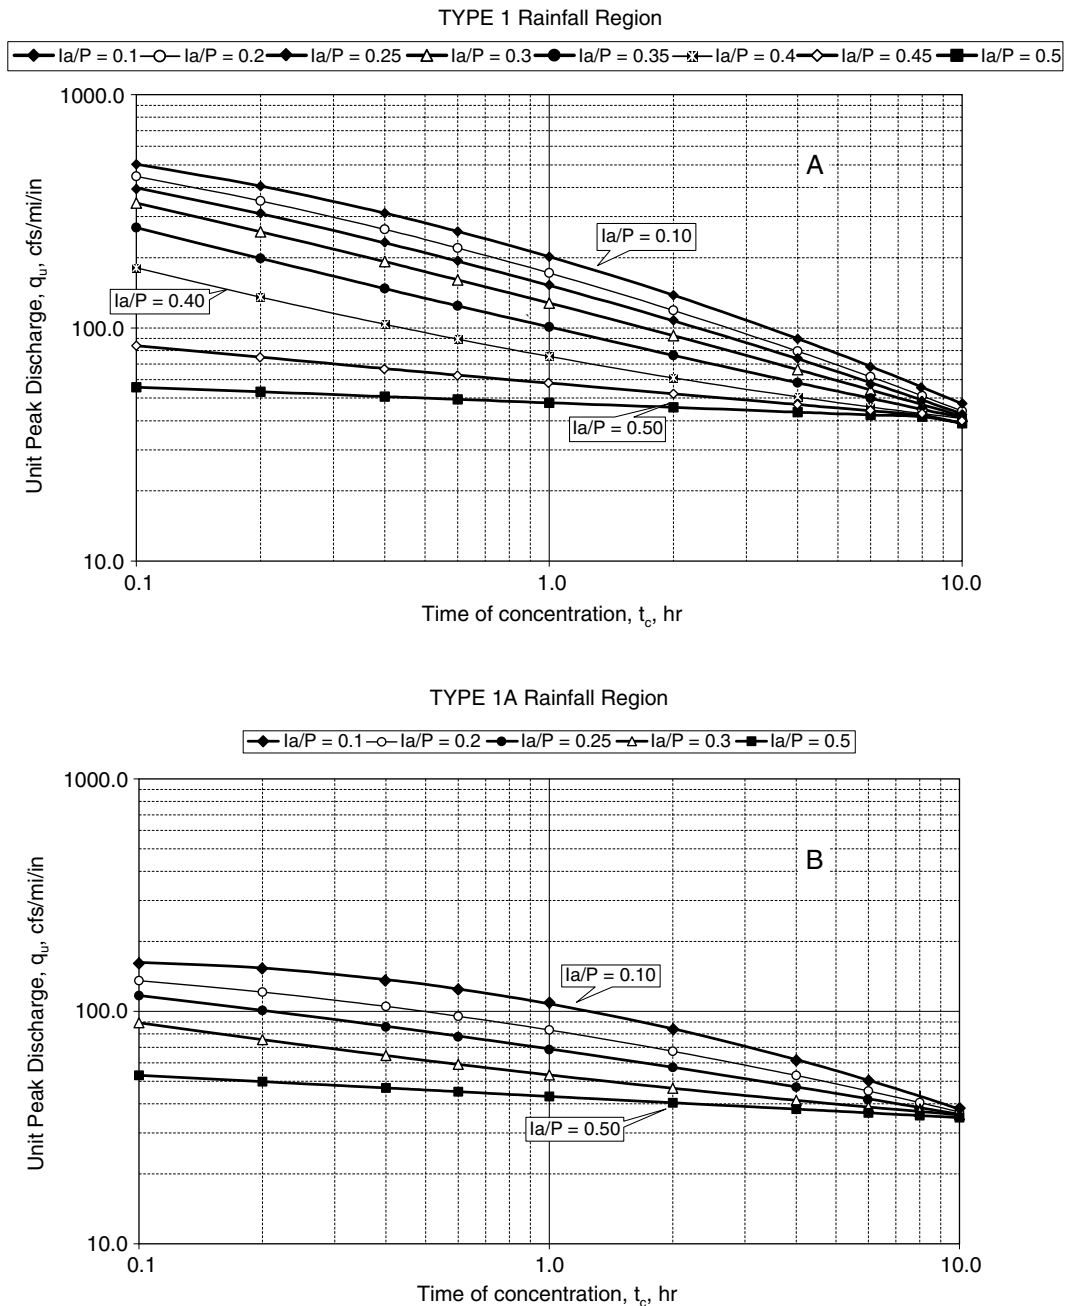 TYPE 1 Rainfall Region
Ia/P = 0.1 Ia/P = 0.2 Ia/P = 0.25 Ia/P = 0.3 Ia/P = 0.35 Ia/P = 0.4 Ia/P = 0.45 Ia/P = 0.5
1000.0
A
Ia/P = 0.10
Ia/P = 0.40
100.0
Ia/P = 0.50
10.0
Unit Peak Discharge, qu, cfs/mi/in
0.1 1.0 10.0
Time of concentration, tc, hr
TYPE 1A Rainfall Region
Ia/P = 0.1 Ia/P = 0.2 Ia/P = 0.25 Ia/P = 0.3 Ia/P = 0.5
1000.0
B
Ia/P = 0.10
100.0
Ia/P = 0.50
10.0
Unit Peak Discharge, qu, cfs/mi/in
0.1 1.0 10.0
Time of concentration, tc, hr